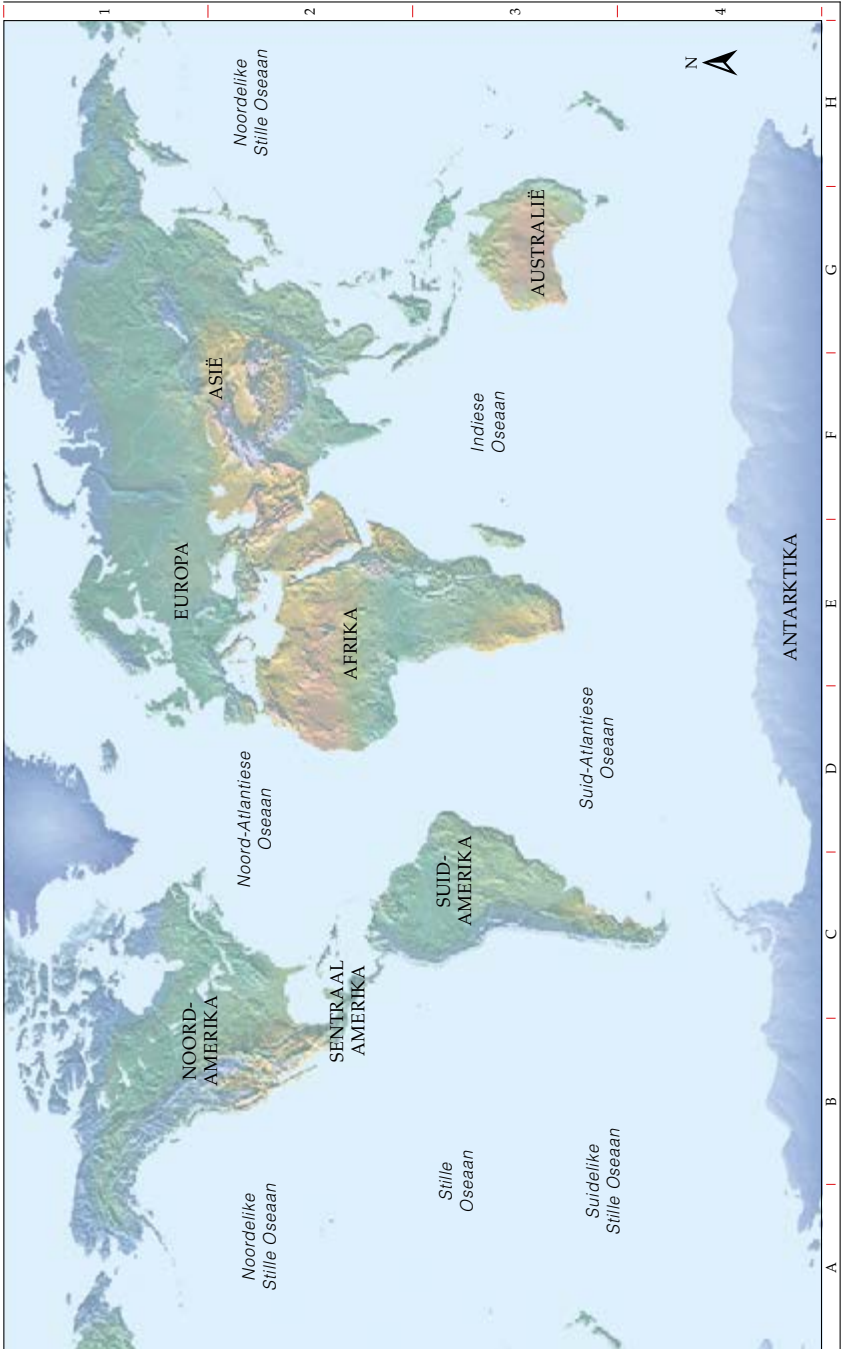 Noordelike
Stille Oseaan
Noord-Atlantiese
Oseaan
Noordelike
Stille Oseaan
NOORD-
AMERIKA
SENTRAAL
AMERIKA
EUROPA
ASIË
AFRIKA
Stille
Oseaan
SUID-
AMERIKA
Indiese
Oseaan
AUSTRALIË
Suidelike
Stille Oseaan
Suid-Atlantiese
Oseaan
ANTARKTIKA
N
1
2
3
4
A
B
C
D
E
F
G
H